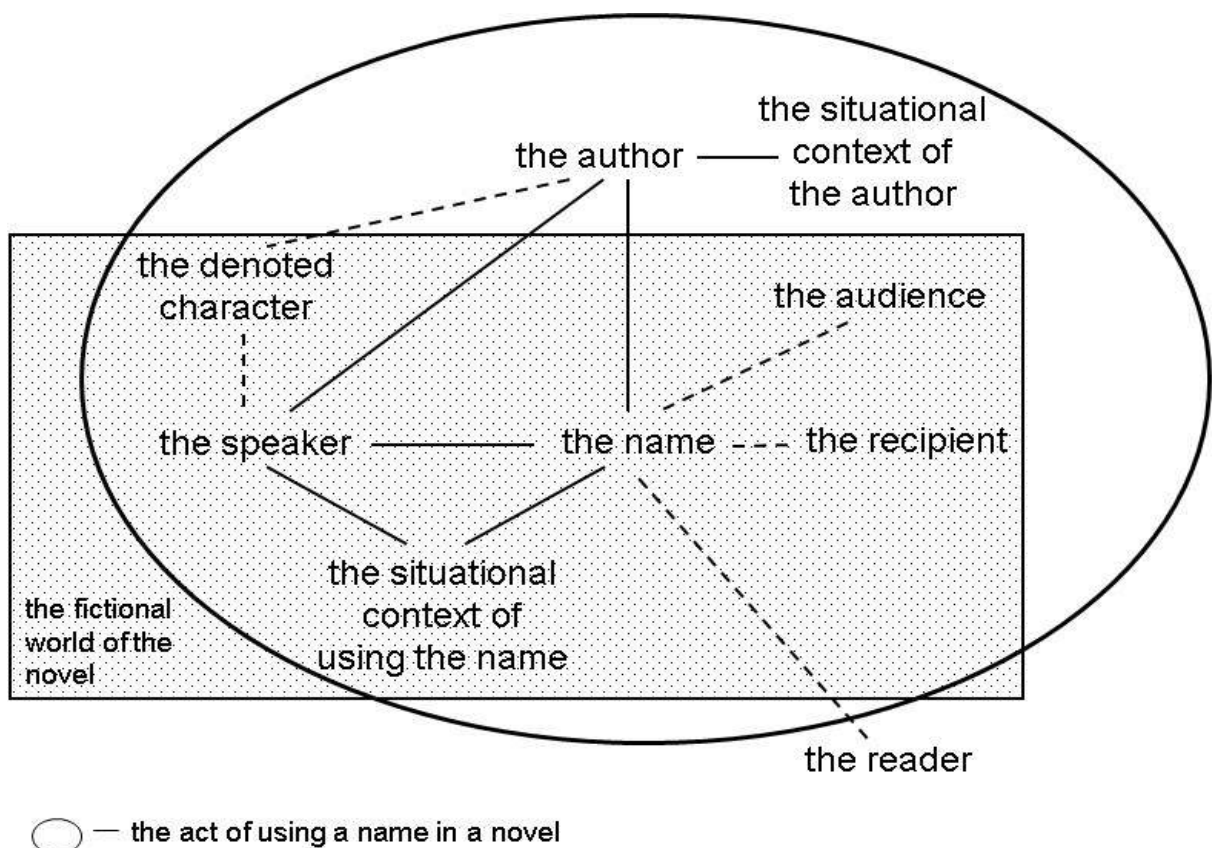 the situational
context of
the author
the author
the denoted
character
the audience
the speaker
the name
the recipient
the situational
context of
using the name
the fictional
world of the
novel
the reader
— the act of using a name in a novel